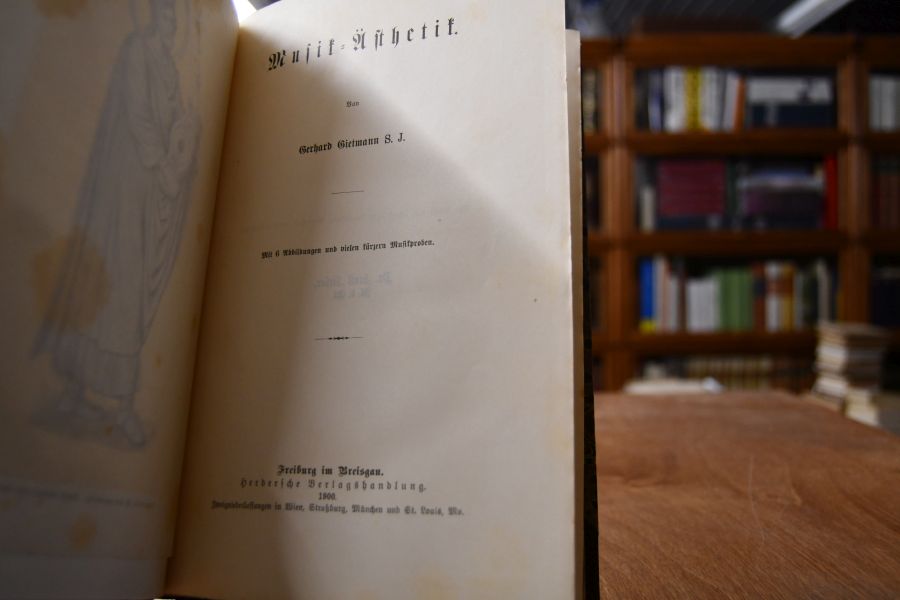 Musik-Ästhetik.
Von
Gerhard Gietmann S. J.
Mit 6 Abbildungen und vielen kürzern Musikproben.
Freiburg im Breisgau.
Herdersche Verlagshandlung.
1900.
Zweigniederlassungen in Wien, Straßburg, München und St. Louis, Mo.